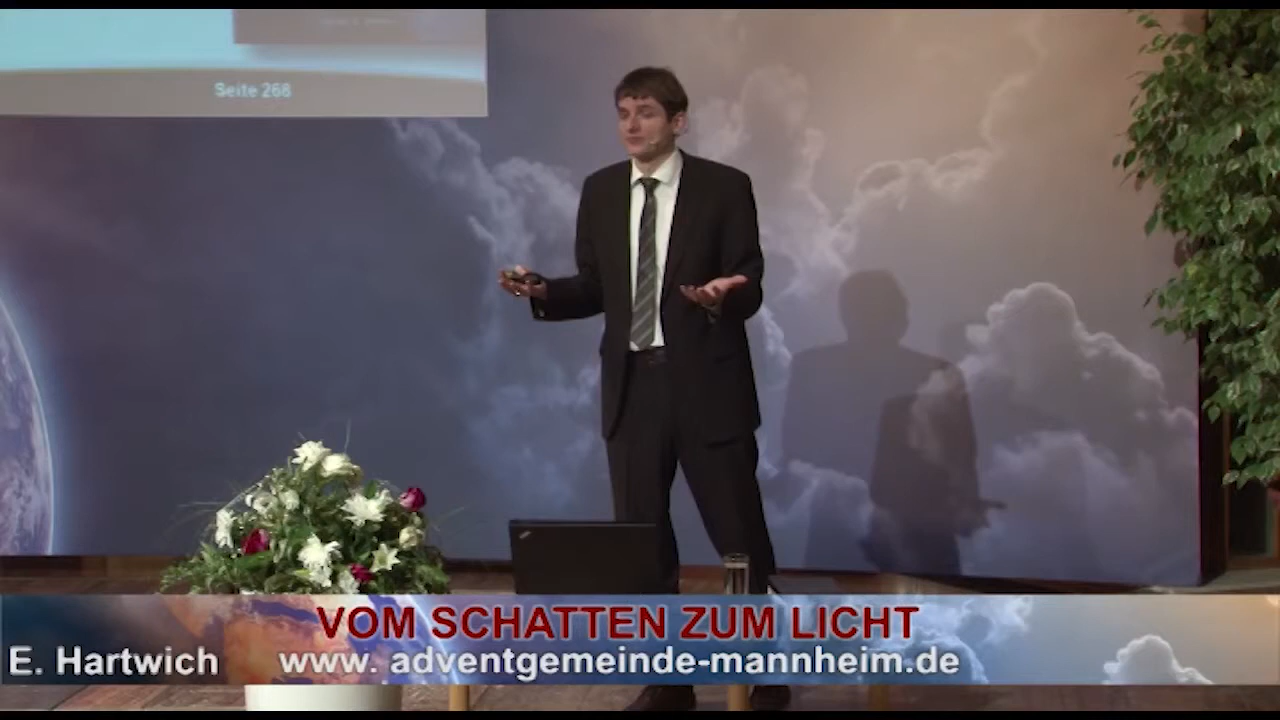 Seite 268
VOM SCHATTEN ZUM LICHT
E. Hartwich
www. adventgemeinde-mannheim.de